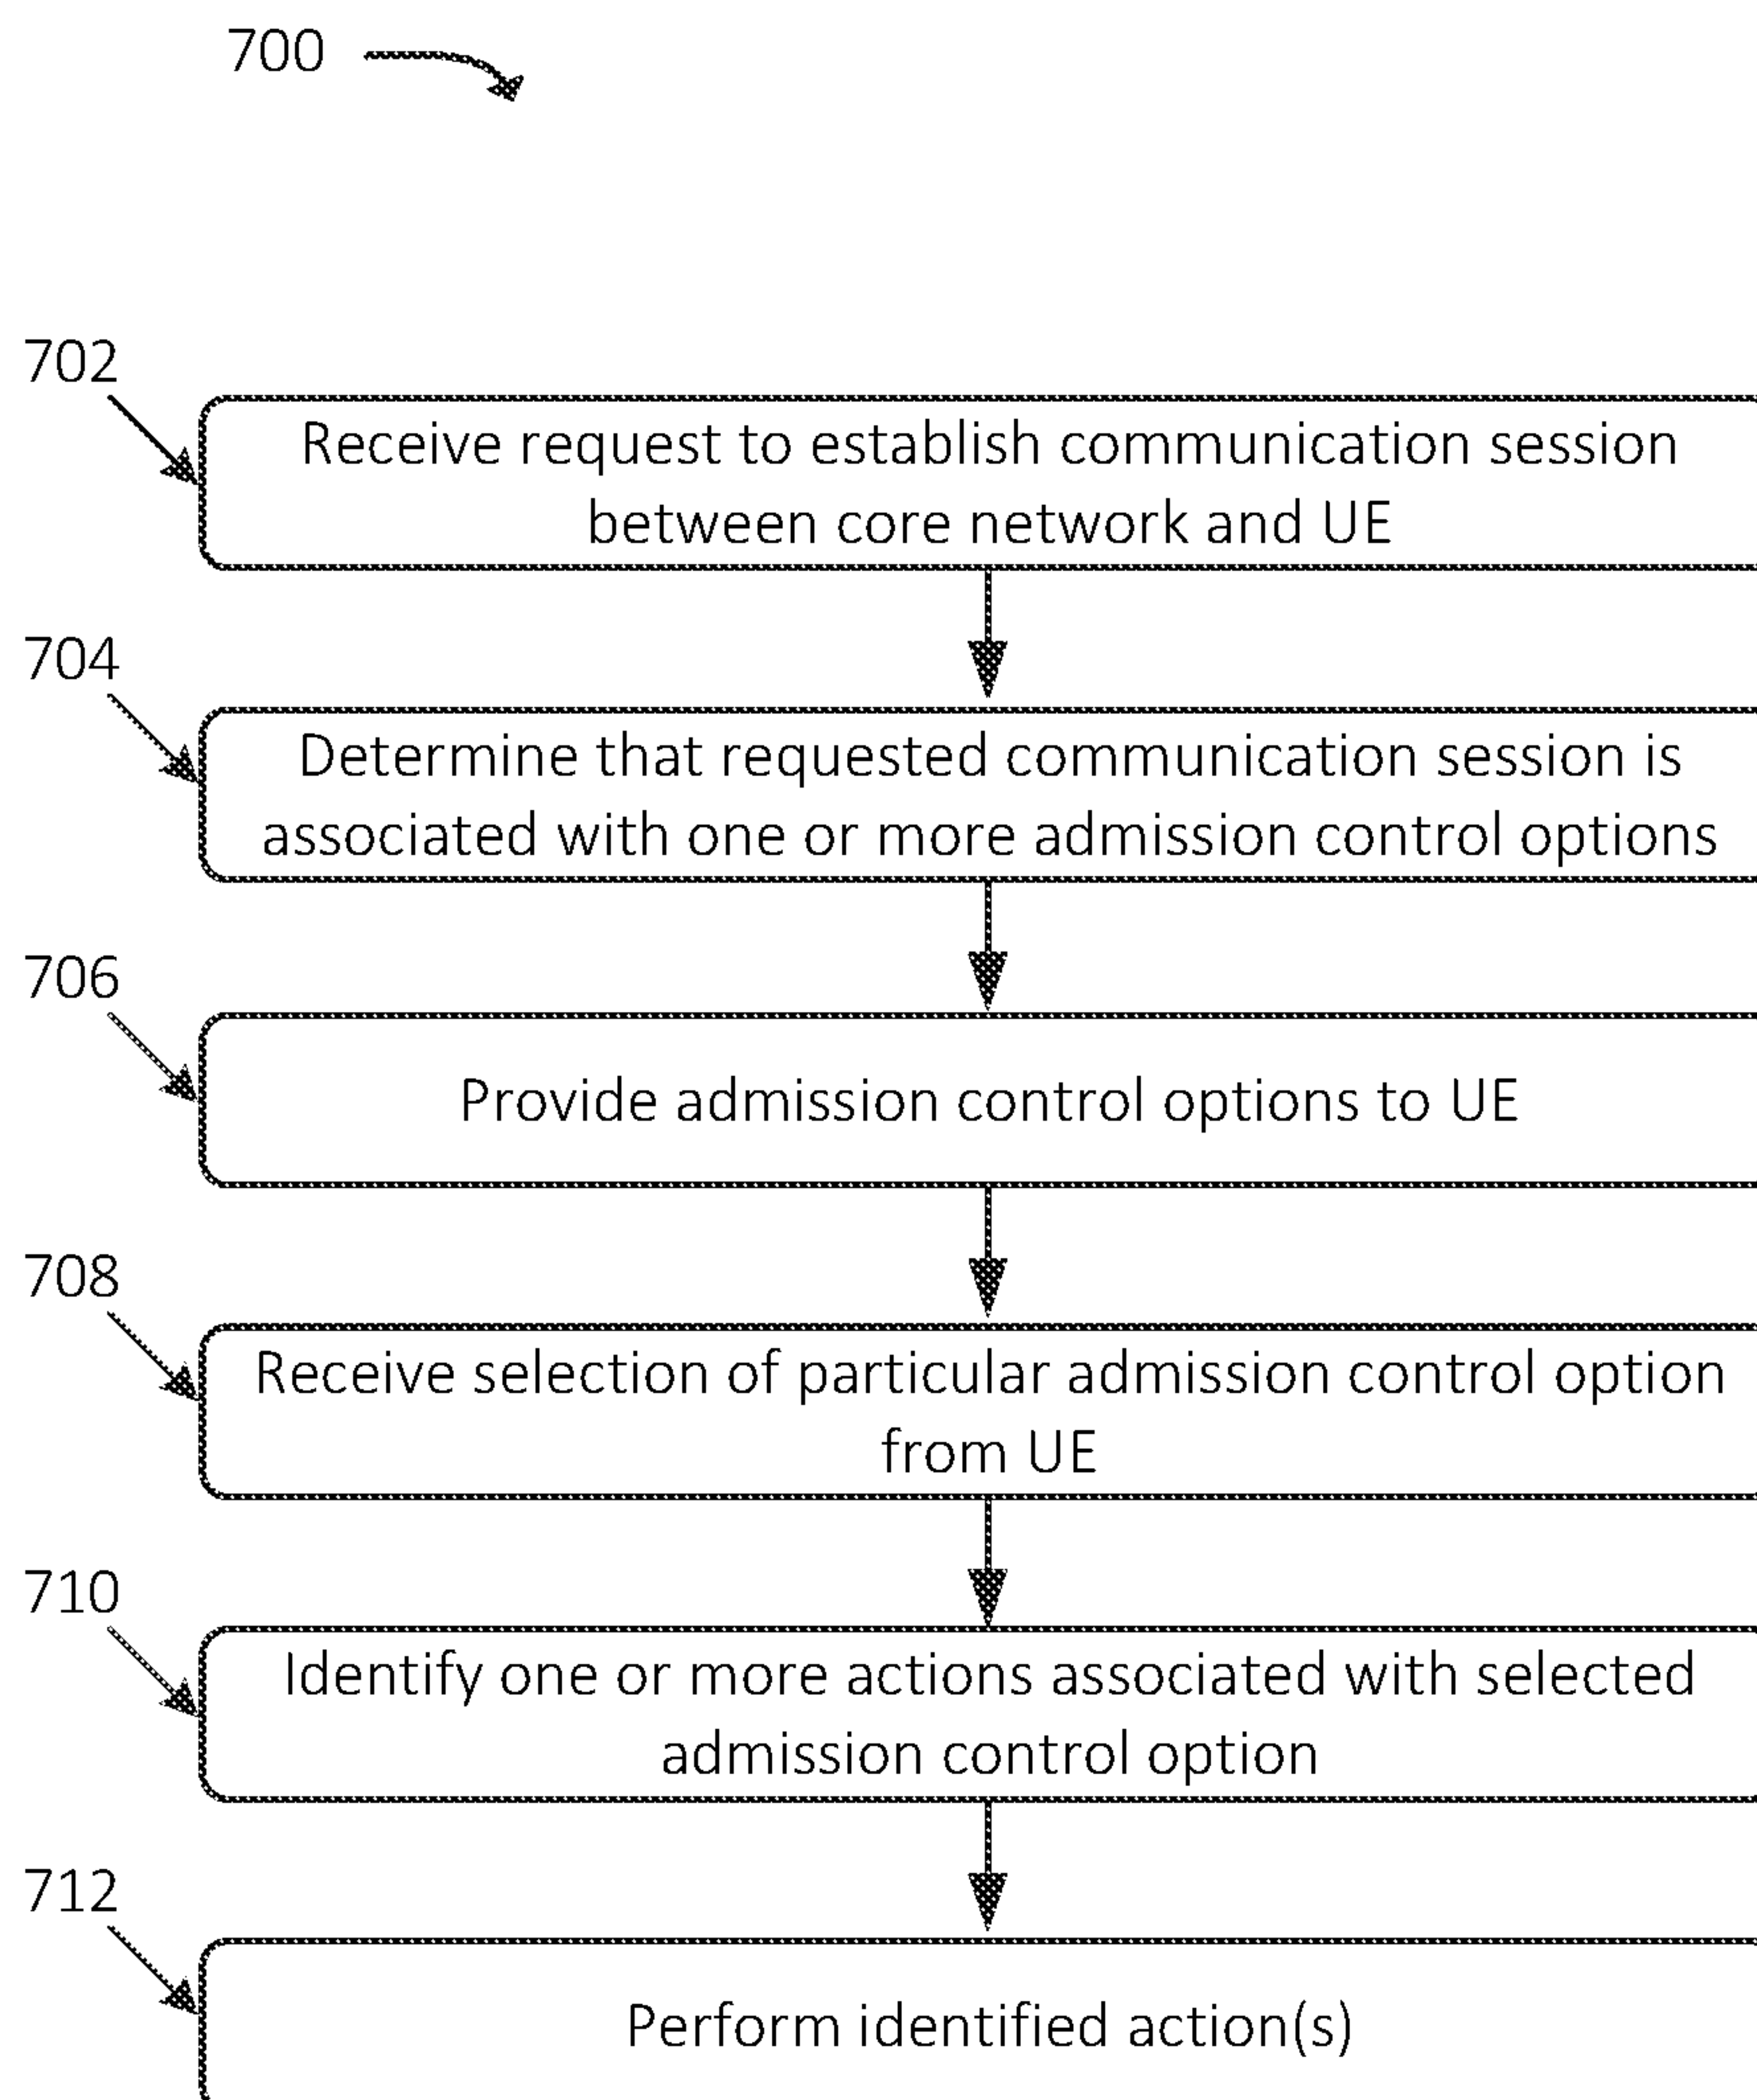 700
702
Receive request to establish communication session
between core network and UE
704
Determine that requested communication session is
associated with one or more admission control options
706
Provide admission control options to UE
708
Receive selection of particular admission control option
from UE
710
Identify one or more actions associated with selected
admission control option
712
Perform identified action(s)